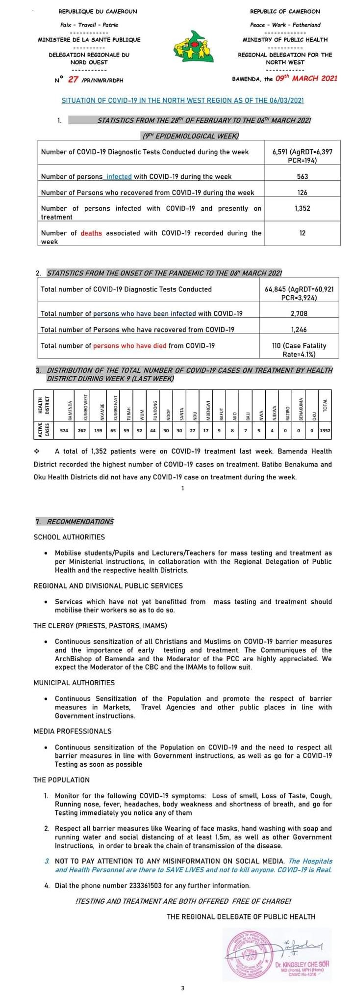 REPUBLIQUE DU CAMEROUN
Paix - Travail - Patrie
------------
MINISTERE DE LA SANTE PUBLIQUE
----------
DELEGATION REGIONALE DU
NORD OUEST
-----------
N° 27 /PR/NWR/RDPH
REPUBLIC OF CAMEROON
Peace - Work - Fatherland
-------------
MINISTRY OF PUBLIC HEALTH
-----------
REGIONAL DELEGATION FOR THE
NORTH WEST
------------
BAMENDA, the 09th MARCH 2021
SITUATION OF COVID-19 IN THE NORTH WEST REGION AS OF THE 06/03/2021
1. STATISTICS FROM THE 28TH OF FEBRUARY TO THE 06TH MARCH 2021
(9TH EPIDEMIOLOGICAL WEEK)
Number of COVID-19 Diagnostic Tests Conducted during the week
6,591 (AgRDT=6,397
PCR=194)
Number of persons infected with COVID-19 during the week
563
Number of Persons who recovered from COVID-19 during the week
126
Number of persons infected with COVID-19 and presently on
treatment
1,352
Number of deaths associated with COVID-19 recorded during the
week
12
2. STATISTICS FROM THE ONSET OF THE PANDEMIC TO THE 06H MARCH 2021
Total number of COVID-19 Diagnostic Tests Conducted
64,845 (AgRDT=60,921
PCR=3,924)
Total number of persons who have been infected with COVID-19
2,708
Total number of Persons who have recovered from COVID-19
1,246
Total number of persons who have died from COVID-19
110 (Case Fatality
Rate=4.1%)
3. DISTRIBUTION OF THE TOTAL NUMBER OF COVID-19 CASES ON TREATMENT BY HEALTH
DISTRICT DURING WEEK 9 (LAST WEEK)
HEALTH
DISTRICT
BAMENDA
KUMBO WEST
NKAMBE
KUMBO EAST
TUBAH
WUM
FUNDONG
NDOP
SANTA
NDU
MBENGWI
BAFUT
AKO
BALI
NWA
NJIKWA
BATIBO
BENAKUMA
OKU
TOTAL
ACTIVE
CASES
574 262 159 65 59 52 44 30 30 27 17 9 8 7 5 4 0 0 0 1352
❖ A total of 1,352 patients were on COVID-19 treatment last week. Bamenda Health
District recorded the highest number of COVID-19 cases on treatment. Batibo Benakuma and
Oku Health Districts did not have any COVID-19 case on treatment during the week.
1
7. RECOMMENDATIONS
SCHOOL AUTHORITIES
• Mobilise students/Pupils and Lecturers/Teachers for mass testing and treatment as
per Ministerial instructions, in collaboration with the Regional Delegation of Public
Health and the respective health Districts.
REGIONAL AND DIVISIONAL PUBLIC SERVICES
• Services which have not yet benefitted from mass testing and treatment should
mobilise their workers so as to do so.
THE CLERGY (PRIESTS, PASTORS, IMAMS)
• Continuous sensitization of all Christians and Muslims on COVID-19 barrier measures
and the importance of early testing and treatment. The Communiques of the
ArchBishop of Bamenda and the Moderator of the PCC are highly appreciated. We
expect the Moderator of the CBC and the IMAMs to follow suit.
MUNICIPAL AUTHORITIES
• Continuous Sensitization of the Population and promote the respect of barrier
measures in Markets, Travel Agencies and other public places in line with
Government instructions.
MEDIA PROFESSIONALS
• Continuous sensitization of the Population on COVID-19 and the need to respect all
barrier measures in line with Government instructions, as well as go for a COVID-19
Testing as soon as possible
THE POPULATION
1. Monitor for the following COVID-19 symptoms: Loss of smell, Loss of Taste, Cough,
Running nose, fever, headaches, body weakness and shortness of breath, and go for
Testing immediately you notice any of them
2. Respect all barrier measures like Wearing of face masks, hand washing with soap and
running water and social distancing of at least 1.5m, as well as other Government
Instructions, in order to break the chain of transmission of the disease.
3. NOT TO PAY ATTENTION TO ANY MISINFORMATION ON SOCIAL MEDIA. The Hospitals
and Health Personnel are there to SAVE LIVES and not to kill anyone. COVID-19 is Real.
4. Dial the phone number 233361503 for any further information.
!TESTING AND TREATMENT ARE BOTH OFFERED FREE OF CHARGE!
THE REGIONAL DELEGATE OF PUBLIC HEALTH
Dr. KINGSLEY CHE SOH
MD (Hons), MPH (Hons)
CNMC No 4316
3